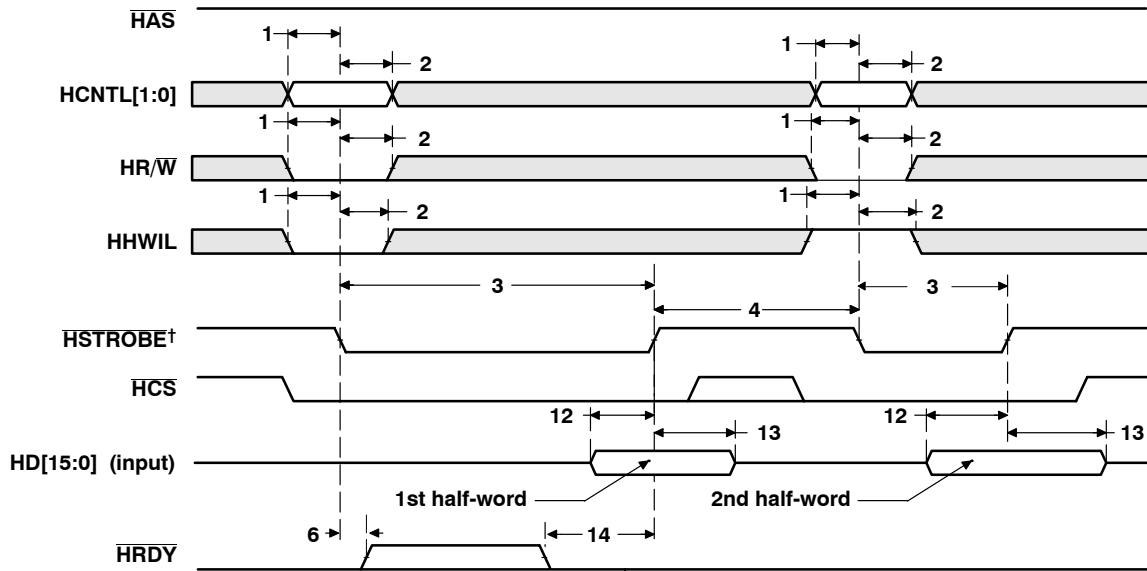 HAS
1
1
2
2
HCNTL[1:0]
1
1
2
2
HR/W
1
1
2
2
HHWIL
3
3
4
HSTROBE†
HCS
12
12
13
13
HD[15:0] (input)
1st half-word
2nd half-word
6
14
HRDY